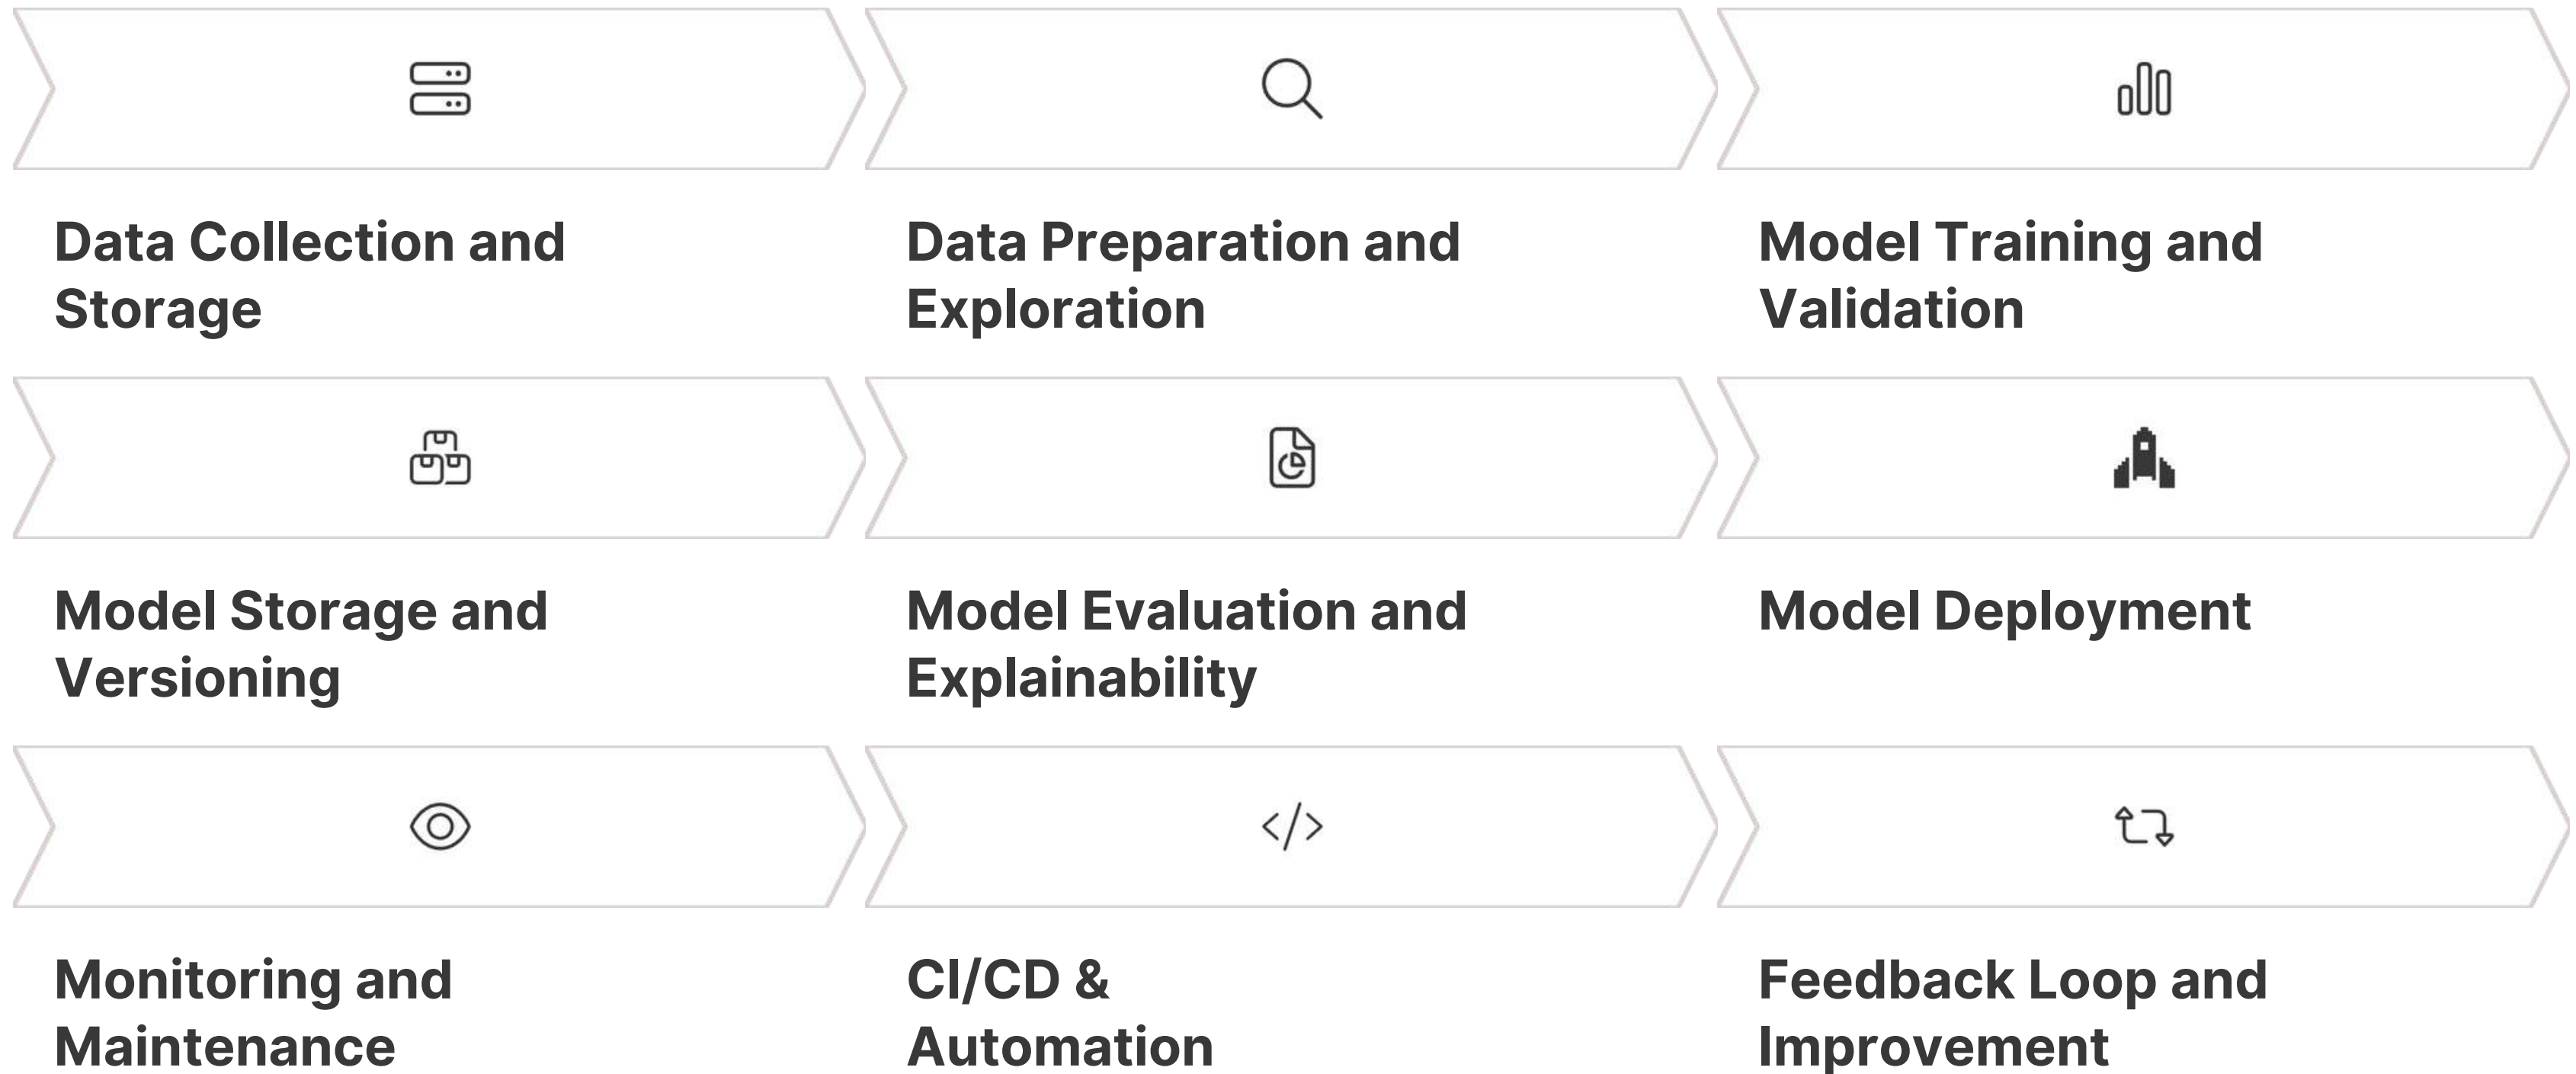 Data Collection and
Storage
Data Preparation and
Exploration
Model Training and
Validation
Model Storage and
Versioning
Model Evaluation and
Explainability
Model Deployment
Monitoring and
Maintenance
CI/CD &
Automation
Feedback Loop and
Improvement